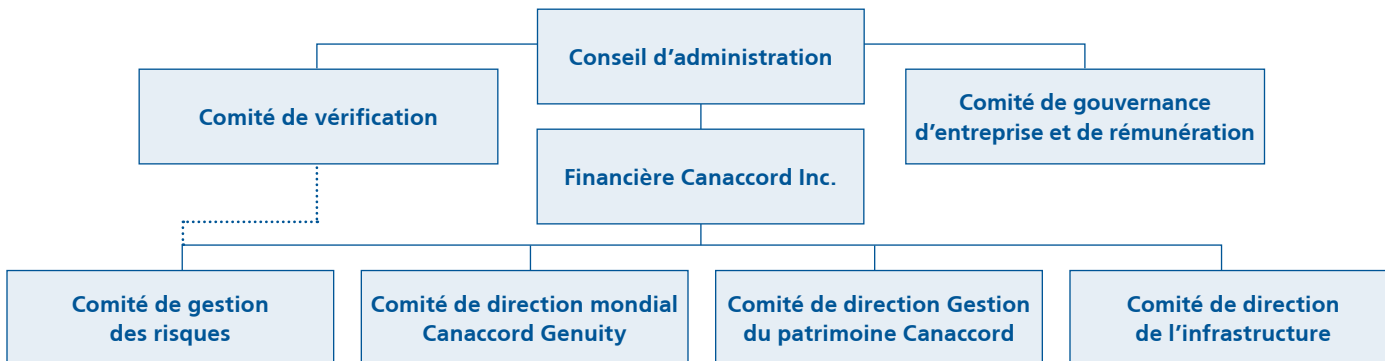 Conseil d’administration
Comité de vérification
Comité de gouvernance
d’entreprise et de rémunération
Financière Canaccord Inc.
Comité de gestion
des risques
Comité de direction mondial
Canaccord Genuity
Comité de direction Gestion
du patrimoine Canaccord
Comité de direction
de l’infrastructure